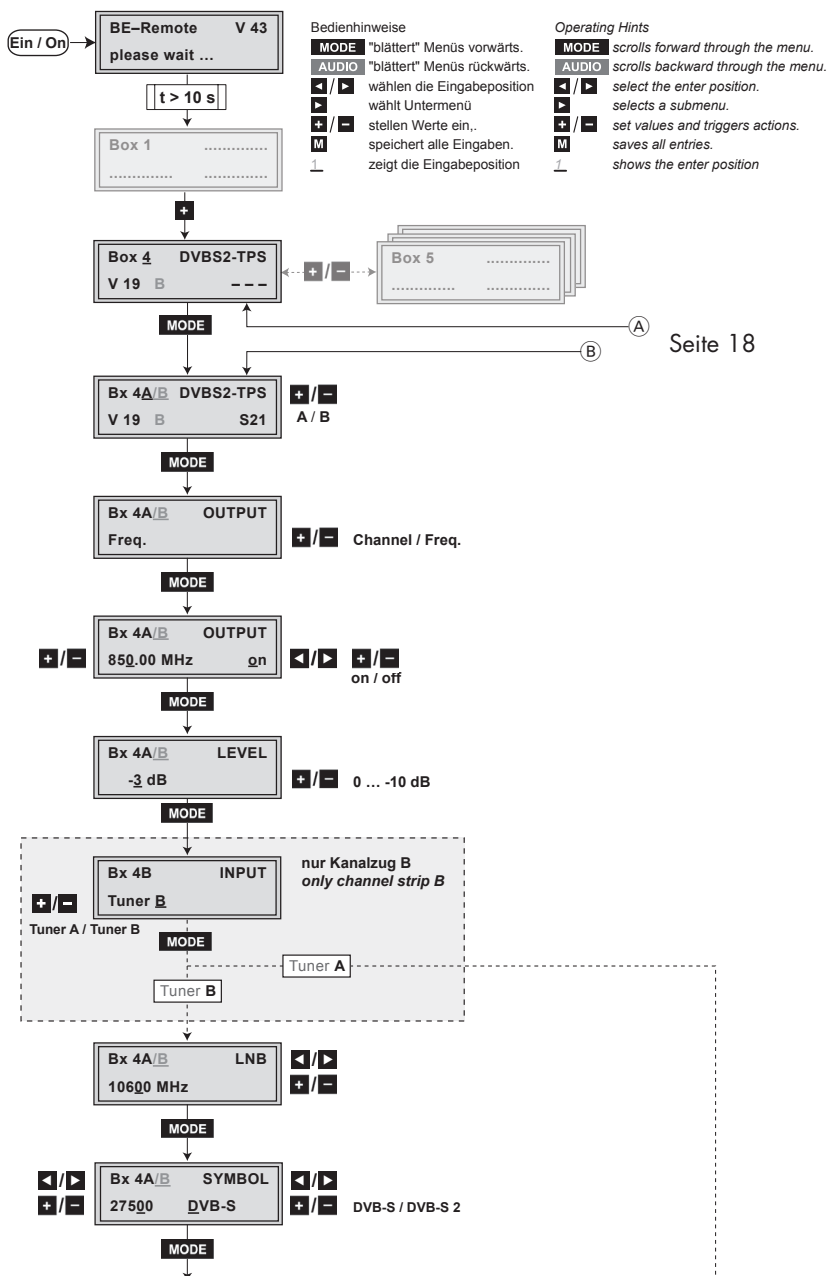 Ein / On
BE–Remote V 43
please wait ...
t > 10 s
Box 1 ..............
.............. ..............
+
Bedienhinweise
MODE "blättert" Menüs vorwärts.
AUDIO "blättert" Menüs rückwärts.
◄ / ► wählen die Eingabeposition
► wählt Untermenü
+ / − stellen Werte ein,.
M speichert alle Eingaben.
1 zeigt die Eingabeposition
Operating Hints
MODE scrolls forward through the menu.
AUDIO scrolls backward through the menu.
◄ / ► select the enter position.
► selects a submenu.
+ / − set values and triggers actions.
M saves all entries.
1 shows the enter position
Box 4 DVBS2-TPS
V 19 B – – –
+ / −
Box 5 ..............
.............. ..............
MODE
A
B
Seite 18
Bx 4A/B DVBS2-TPS
V 19 B S21
+ / −
A / B
MODE
Bx 4A/B OUTPUT
Freq.
+ / − Channel / Freq.
MODE
+ / −
Bx 4A/B OUTPUT
850.00 MHz on
◄ / ► + / −
on / off
MODE
Bx 4A/B LEVEL
-3 dB
+ / − 0 ... -10 dB
MODE
+ / −
Tuner A / Tuner B
Bx 4B INPUT
Tuner B
nur Kanalzug B
only channel strip B
MODE
Tuner A
Tuner B
Bx 4A/B LNB
10600 MHz
◄ / ►
+ / −
MODE
◄ / ►
+ / −
Bx 4A/B SYMBOL
27500 DVB-S
◄ / ►
+ / − DVB-S / DVB-S 2
MODE